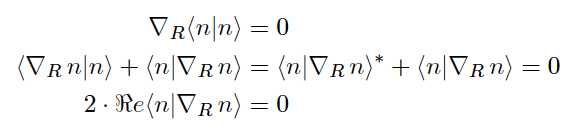 ∇_R⟨n|n⟩ = 0
⟨∇_R n|n⟩ + ⟨n|∇_R n⟩ = ⟨n|∇_R n⟩* + ⟨n|∇_R n⟩ = 0
2 · ℜe⟨n|∇_R n⟩ = 0